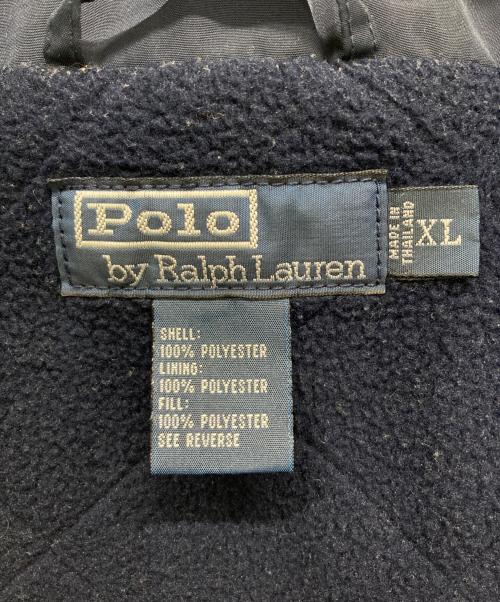 Polo
by Ralph Lauren
MADE IN
THAILAND
XL
SHELL:
100% POLYESTER
LINING:
100% POLYESTER
FILL:
100% POLYESTER
SEE REVERSE